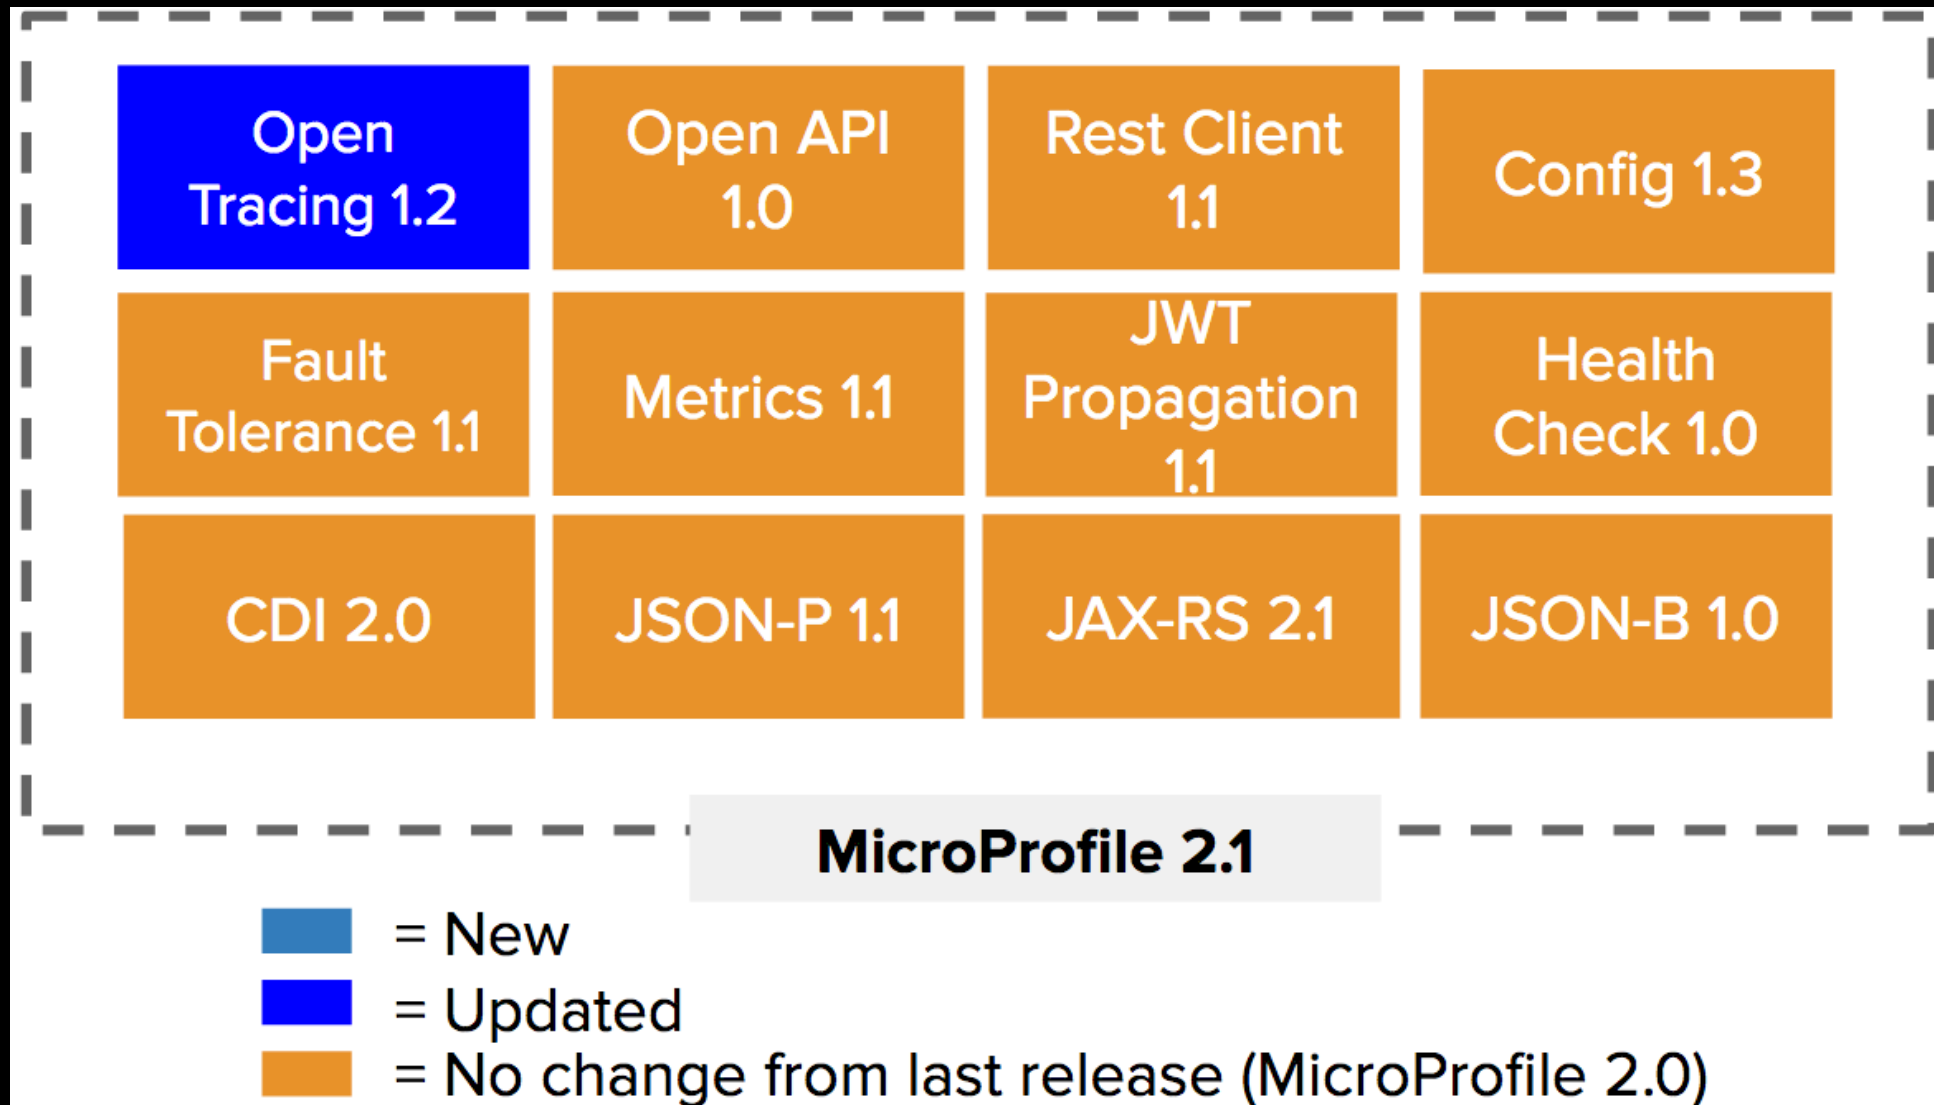 Open
Tracing 1.2
Open API
1.0
Rest Client
1.1
Config 1.3
Fault
Tolerance 1.1
Metrics 1.1
JWT
Propagation
1.1
Health
Check 1.0
CDI 2.0
JSON-P 1.1
JAX-RS 2.1
JSON-B 1.0
MicroProfile 2.1
= New
= Updated
= No change from last release (MicroProfile 2.0)